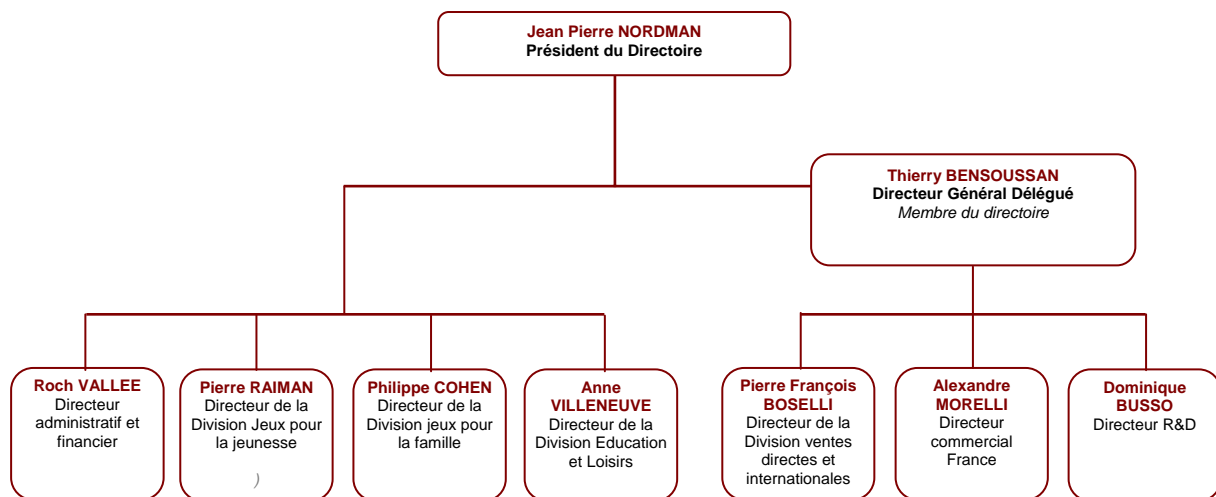 Jean Pierre NORDMAN
Président du Directoire
Thierry BENSOUSSAN
Directeur Général Délégué
Membre du directoire
Roch VALLEE
Directeur
administratif et
financier
Pierre RAIMAN
Directeur de la
Division Jeux pour
la jeunesse
)
Philippe COHEN
Directeur de la
Division jeux pour
la famille
Anne
VILLENEUVE
Directeur de la
Division Education
et Loisirs
Pierre François
BOSELLI
Directeur de la
Division ventes
directes et
internationales
Alexandre
MORELLI
Directeur
commercial
France
Dominique
BUSSO
Directeur R&D